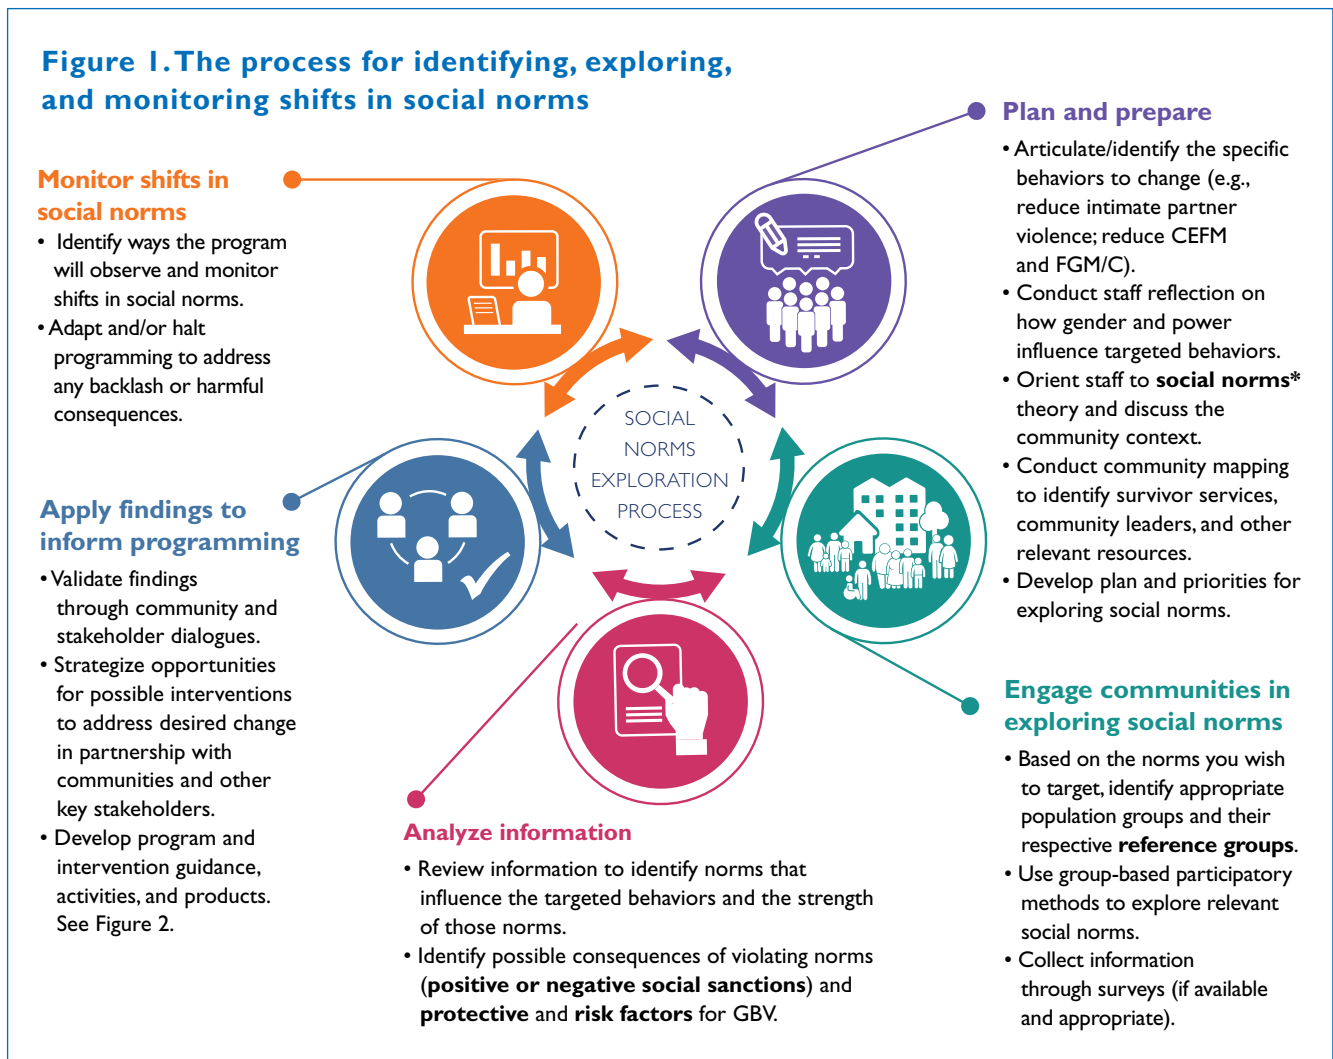 Figure 1. The process for identifying, exploring,
and monitoring shifts in social norms
Plan and prepare
• Articulate/identify the specific
behaviors to change (e.g.,
reduce intimate partner
violence; reduce CEFM
and FGM/C).
• Conduct staff reflection on
how gender and power
influence targeted behaviors.
• Orient staff to social norms*
theory and discuss the
community context.
• Conduct community mapping
to identify survivor services,
community leaders, and other
relevant resources.
• Develop plan and priorities for
exploring social norms.
Engage communities in
exploring social norms
• Based on the norms you wish
to target, identify appropriate
population groups and their
respective reference groups.
• Use group-based participatory
methods to explore relevant
social norms.
• Collect information
through surveys (if available
and appropriate).
Analyze information
• Review information to identify norms that
influence the targeted behaviors and the strength
of those norms.
• Identify possible consequences of violating norms
(positive or negative social sanctions) and
protective and risk factors for GBV.
Apply findings to
inform programming
• Validate findings
through community and
stakeholder dialogues.
• Strategize opportunities
for possible interventions
to address desired change
in partnership with
communities and other
key stakeholders.
• Develop program and
intervention guidance,
activities, and products.
See Figure 2.
Monitor shifts in
social norms
• Identify ways the program
will observe and monitor
shifts in social norms.
• Adapt and/or halt
programming to address
any backlash or harmful
consequences.
SOCIAL
NORMS
EXPLORATION
PROCESS